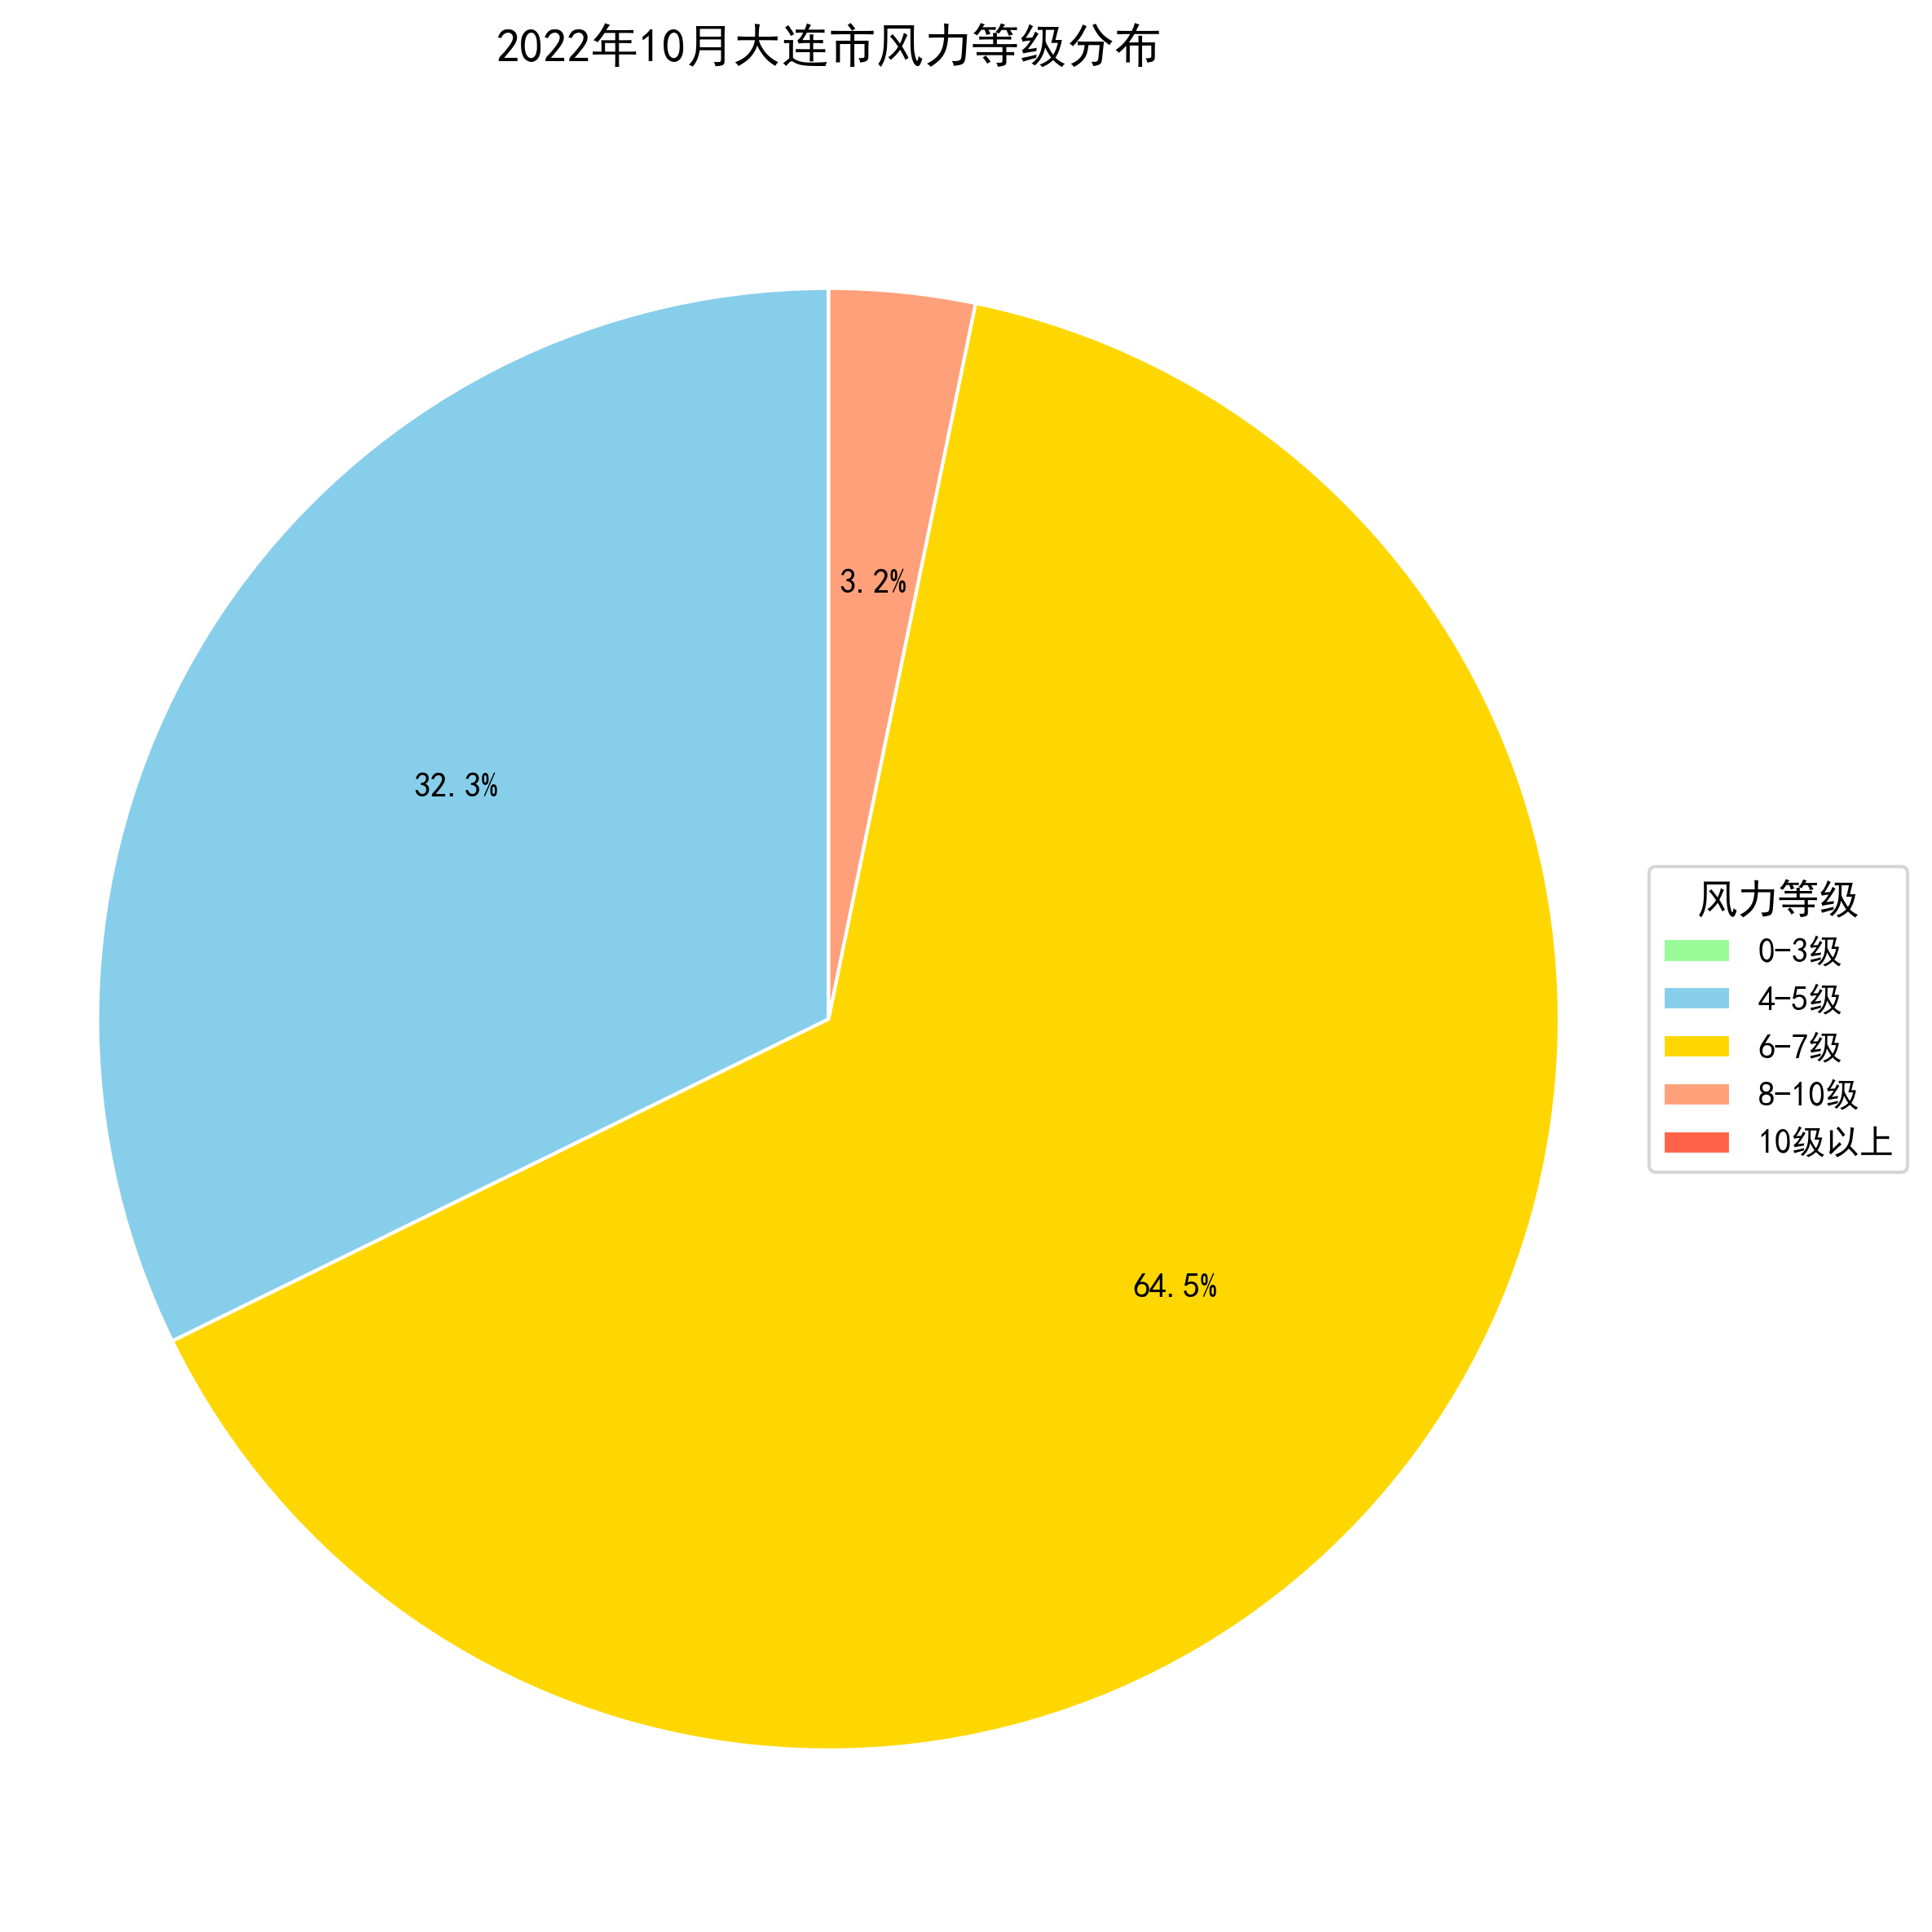 2022年10月大连市风力等级分布
3.2%
32.3%
64.5%
风力等级
0-3级
4-5级
6-7级
8-10级
10级以上